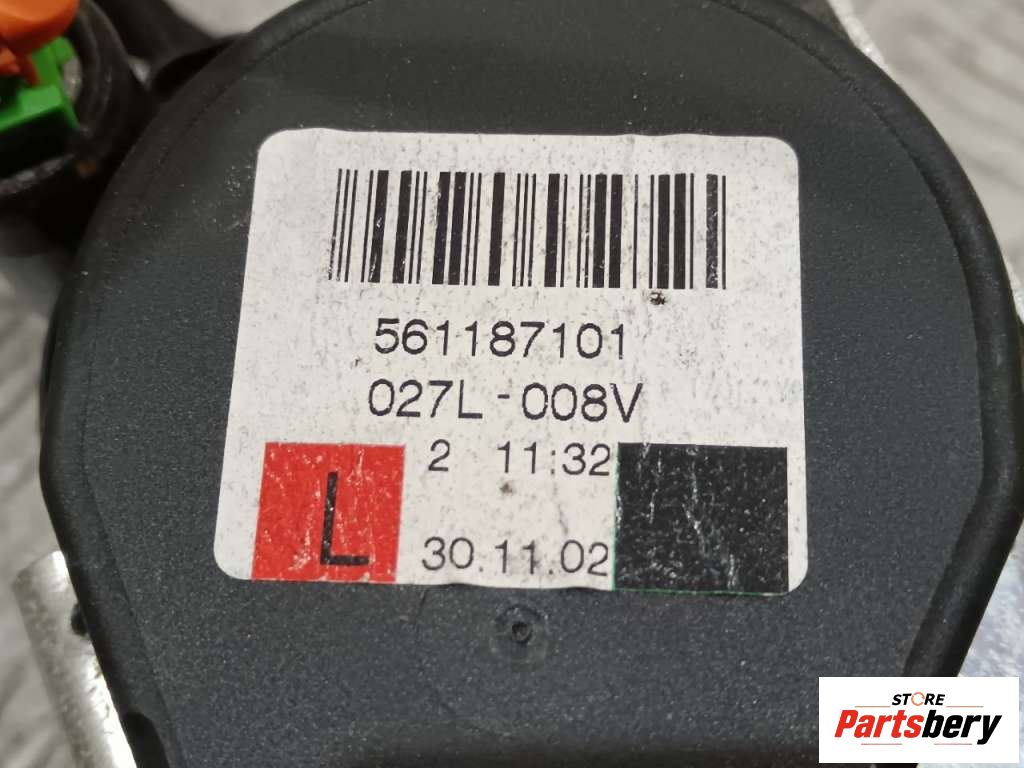 561187101
027L - 008V
2 11:32
L
30.11.02
STORE
Partsbery